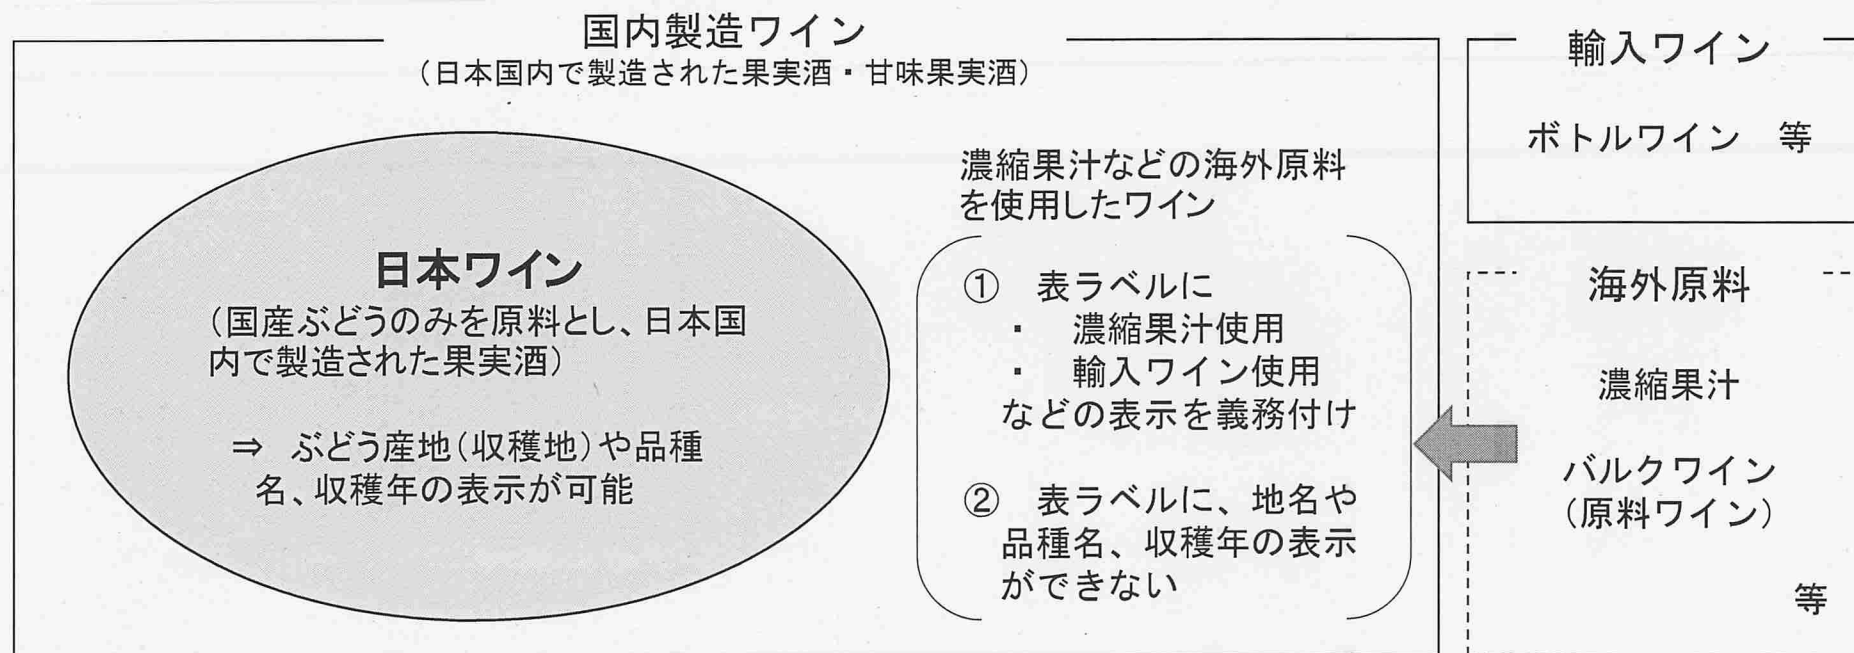 国内製造ワイン
（日本国内で製造された果実酒・甘味果実酒）
日本ワイン
（国産ぶどうのみを原料とし、日本国
内で製造された果実酒）
⇒ ぶどう産地（収穫地）や品種
名、収穫年の表示が可能
濃縮果汁などの海外原料
を使用したワイン
① 表ラベルに
・ 濃縮果汁使用
・ 輸入ワイン使用
などの表示を義務付け
② 表ラベルに、地名や
品種名、収穫年の表示
ができない
輸入ワイン
ボトルワイン 等
海外原料
濃縮果汁
バルクワイン
（原料ワイン）
等